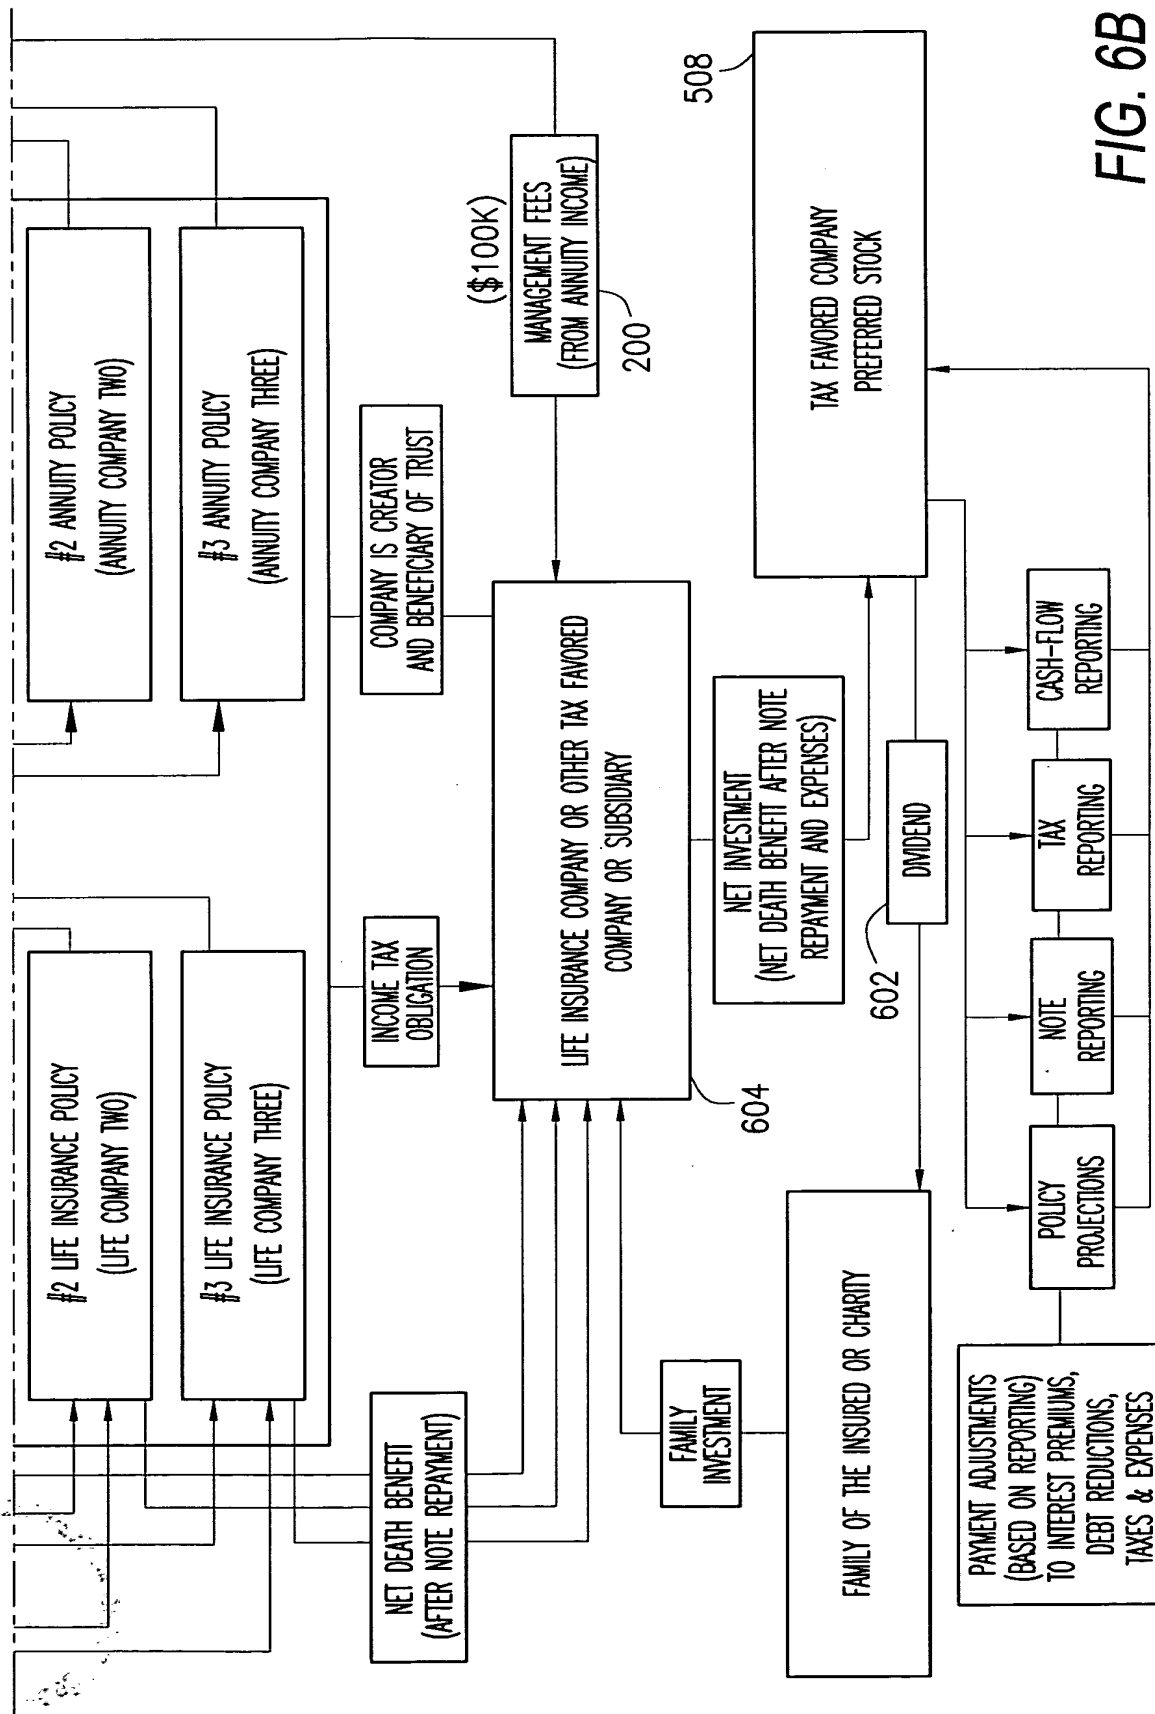 #2 LIFE INSURANCE POLICY
(LIFE COMPANY TWO)
#2 ANNUITY POLICY
(ANNUITY COMPANY TWO)
#3 LIFE INSURANCE POLICY
(LIFE COMPANY THREE)
#3 ANNUITY POLICY
(ANNUITY COMPANY THREE)
NET DEATH BENEFIT
(AFTER NOTE REPAYMENT)
INCOME TAX
OBLIGATION
COMPANY IS CREATOR
AND BENEFICIARY OF TRUST
($100K)
MANAGEMENT FEES
(FROM ANNUITY INCOME)
200
LIFE INSURANCE COMPANY OR OTHER TAX FAVORED
COMPANY OR SUBSIDIARY
604
FAMILY
INVESTMENT
NET INVESTMENT
(NET DEATH BENEFIT AFTER NOTE
REPAYMENT AND EXPENSES)
508
FAMILY OF THE INSURED OR CHARITY
602
DIVIDEND
TAX FAVORED COMPANY
PREFERRED STOCK
PAYMENT ADJUSTMENTS
(BASED ON REPORTING)
TO INTEREST PREMIUMS,
DEBT REDUCTIONS,
TAXES & EXPENSES
POLICY
PROJECTIONS
NOTE
REPORTING
TAX
REPORTING
CASH-FLOW
REPORTING
FIG. 6B